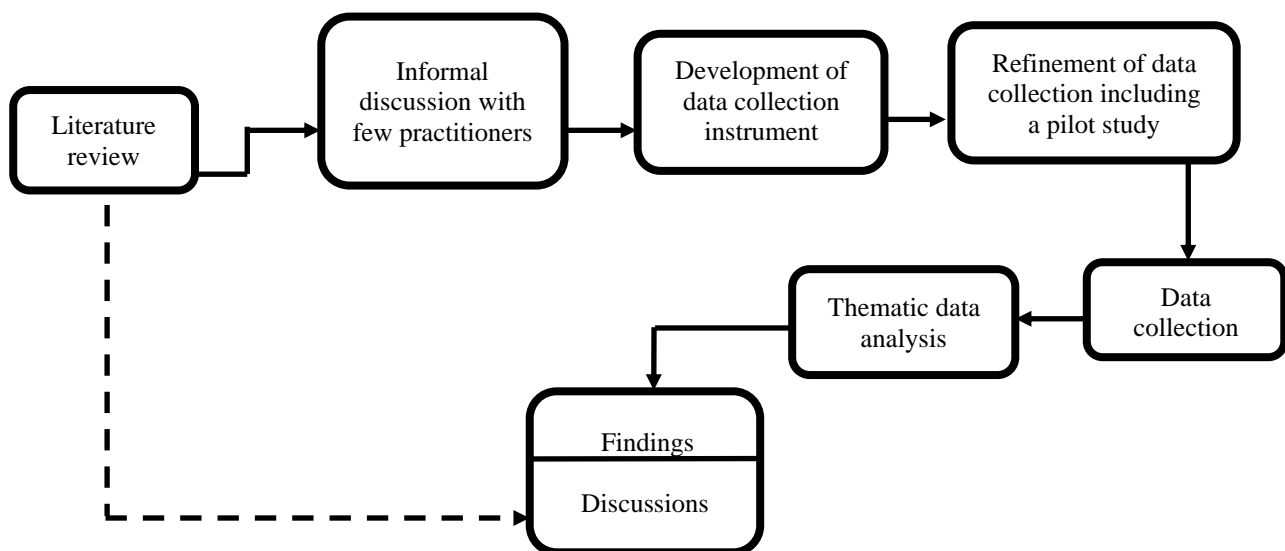 Literature
review
Informal
discussion with
few practitioners
Development of
data collection
instrument
Refinement of data
collection including
a pilot study
Data
collection
Thematic data
analysis
Findings
Discussions